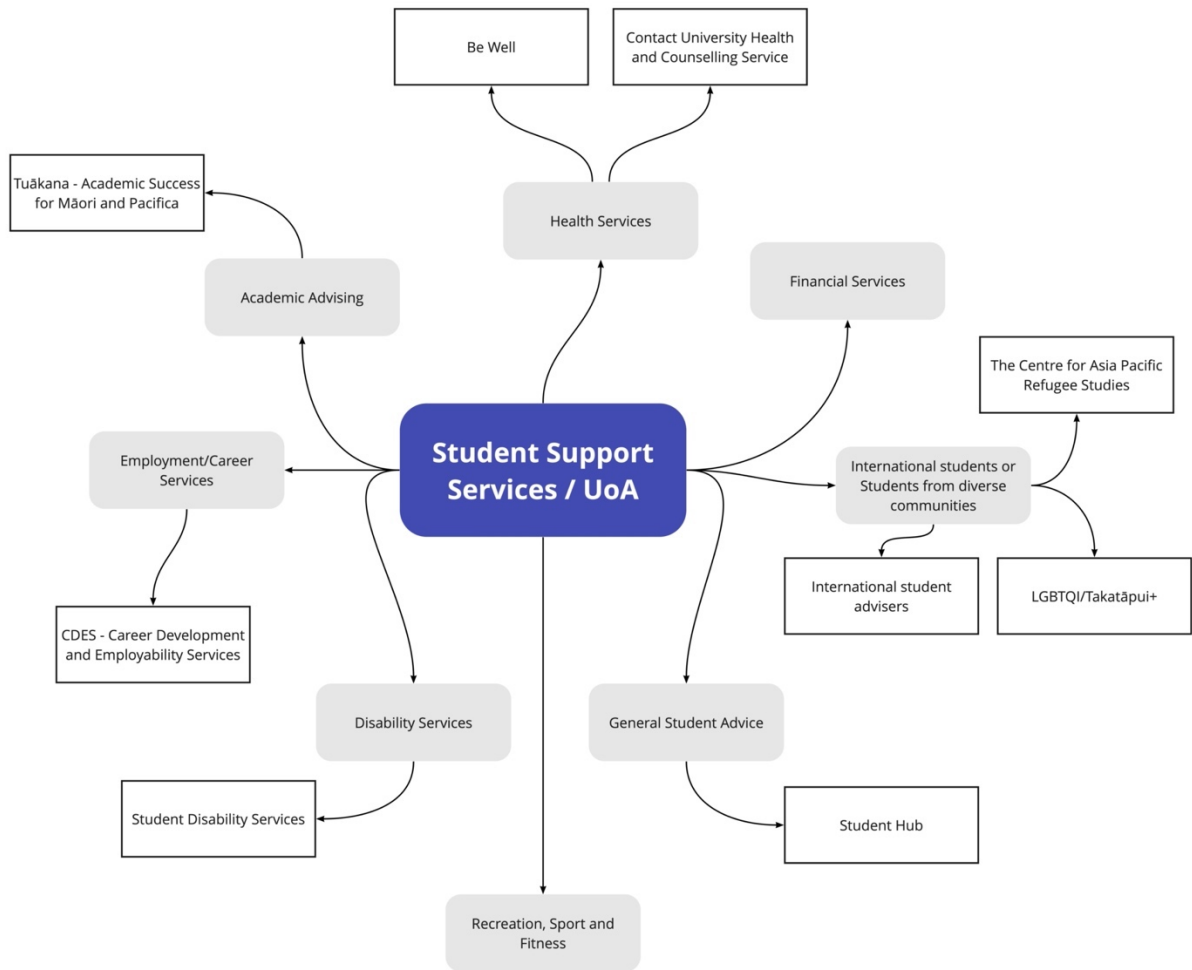 Be Well
Contact University Health
and Counselling Service
Tuākana - Academic Success
for Māori and Pacifica
Health Services
Academic Advising
Financial Services
The Centre for Asia Pacific
Refugee Studies
Student Support
Services / UoA
Employment/Career
Services
International students or
Students from diverse
communities
International student
advisers
LGBTQI/Takatāpui+
CDES - Career Development
and Employability Services
Disability Services
General Student Advice
Student Disability Services
Student Hub
Recreation, Sport and
Fitness